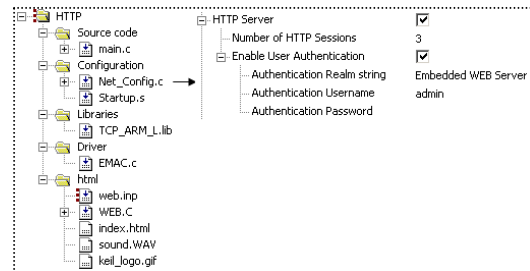 HTTP
Source code
main.c
Configuration
Net_Config.c
Startup.s
Libraries
TCP_ARM_L.lib
Driver
EMAC.c
html
web.inp
WEB.C
index.html
sound.WAV
keil_logo.gif
HTTP Server
Number of HTTP Sessions 3
Enable User Authentication
Authentication Realm string Embedded WEB Server
Authentication Username admin
Authentication Password